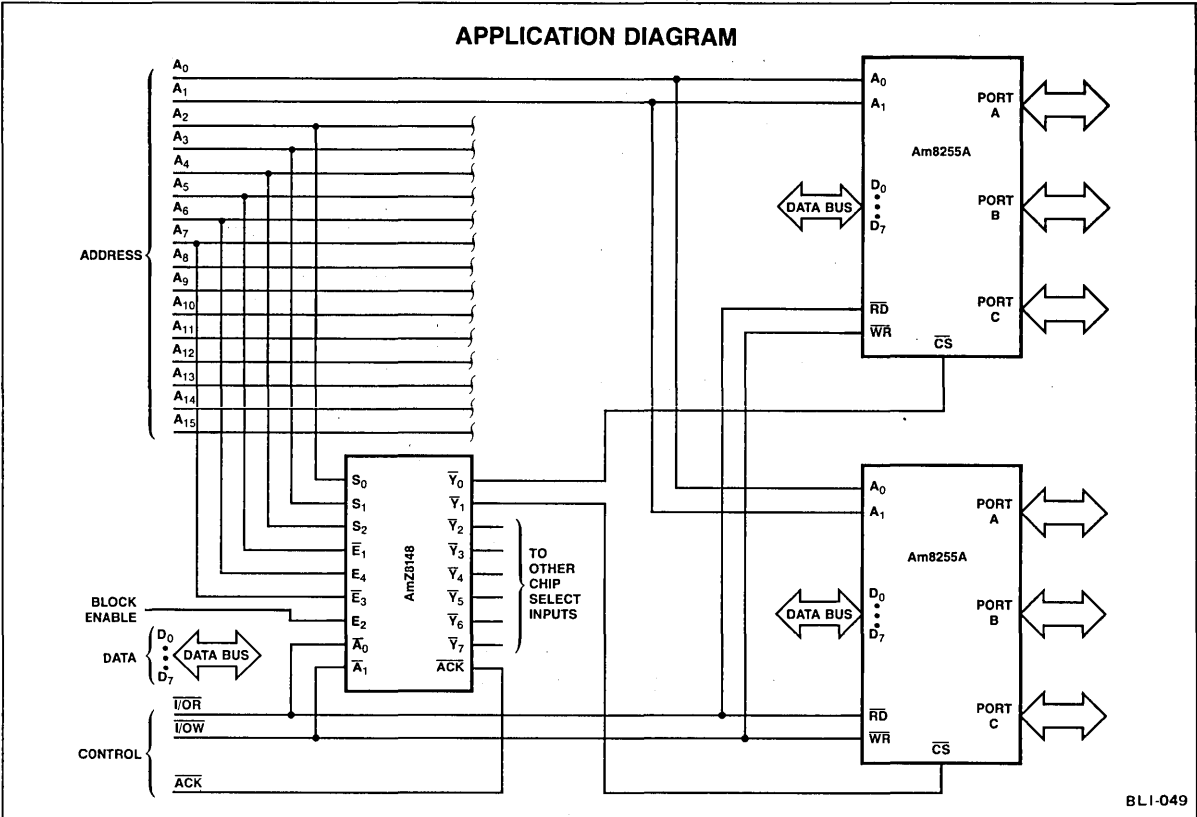 APPLICATION DIAGRAM
ADDRESS
A0
A1
A2
A3
A4
A5
A6
A7
A8
A9
A10
A11
A12
A13
A14
A15
BLOCK
ENABLE
DATA
D0
D7
DATA BUS
CONTROL
I/OR
I/OW
ACK
AmZ8148
S0
S1
S2
E1
E4
E3
E2
A0
A1
Y0
Y1
Y2
Y3
Y4
Y5
Y6
Y7
ACK
TO
OTHER
CHIP
SELECT
INPUTS
A0
A1
Am8255A
DATA BUS
D0
D7
RD
WR
CS
PORT
A
PORT
B
PORT
C
A0
A1
Am8255A
DATA BUS
D0
D7
RD
WR
CS
PORT
A
PORT
B
PORT
C
BLI-049